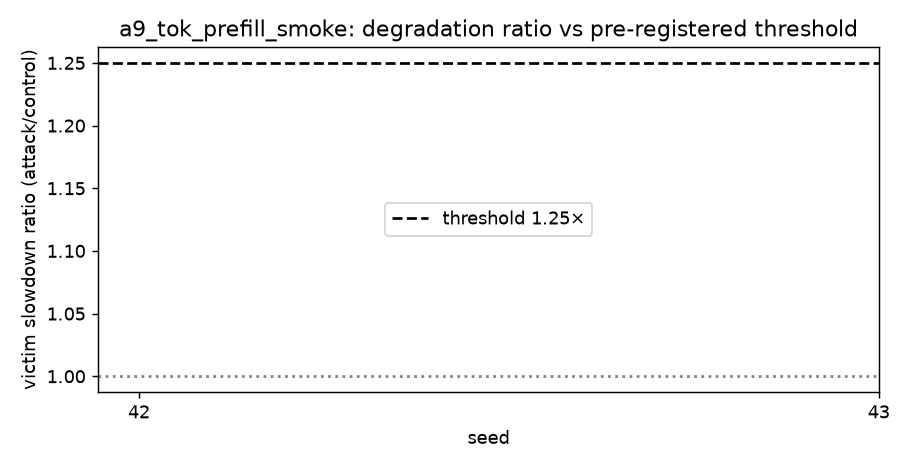 a9_tok_prefill_smoke: degradation ratio vs pre-registered threshold
victim slowdown ratio (attack/control)
1.25
1.20
1.15
1.10
1.05
1.00
threshold 1.25×
42
43
seed